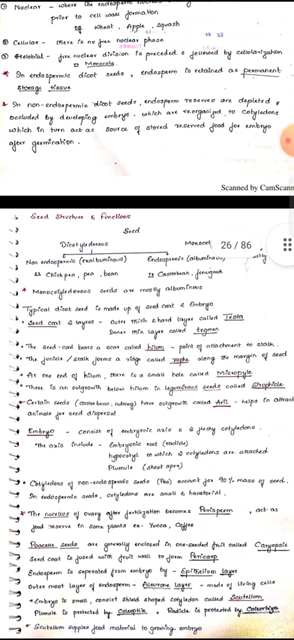 ① Nuclear - where the endosperm
prior to cell wall formation
eg Wheat, Apple, Squash
② Cellular - there is no free nuclear phase.
③ Helobial - free nuclear division is preceded & followed by cellularization
* In endospermic dicot seeds, endosperm is retained as permanent
storage tissue.
* In non-endospermic dicot seeds, endosperm reserves are depleted &
occluded by developing embryo. which are reorganized to cotyledons
which in turn act as source of stored reserved food for embryo
after germination.
Scanned by CamScann
Seed Structure & Functions
Seed
Dicotyledonous Monocot
26 / 86
Non endospermic (exalbuminous) Endospermic (albuminous)
Chickpea, pea, bean Castorbean, fenugreek
* Monocotyledonous seeds are mostly albuminous
Typical dicot seed is made up of seed coat & Embryo
• Seed coat 2 layers - outer thick & hard layer called Testa
inner thin layer called tegmen
• The seed-coat bears a scar called hilum - point of attachment to stalk.
The junicle / stalk forms a ridge called raphe along the margin of seed
• At one end of hilum, there is a small hole called Micropyle
• There is an outgrowth below hilum in leguminous seeds called Strophiole
• Certain seeds (castorbean, nutmeg) have outgrowth called Aril - helps in attract
animals for seed dispersal.
Embryo - consist of embryonic axis & 2 fleshy cotyledons.
The axis include - Embryonic root (radicle)
hypocotyl to which 2 cotyledons are attached
Plumule (shoot apex)
• Cotyledons of non-endospermic seeds (Pea) account for 90% mass of seed.
In endospermic seeds, cotyledons are small & haustorial.
* The nucellus of ovary after fertilization becomes Perisperm, act as
food reserve in some plants ex- Yucca, Coffee
Poaceae seeds are generally enclosed in one-seeded fruit called Caryopsis
Seed coat is fused with fruit wall to form Pericarp
Endosperm is separated from embryo by - Epithelium layer
Outer most layer of endosperm - Aleurone layer - made of living cells
• Embryo is small, consist shield shaped cotyledon called Scutellum
Plumule is protected by Coleoptile & Radicle is protected by Coleorhiza
* Scutellum supplies food material to growing embryo